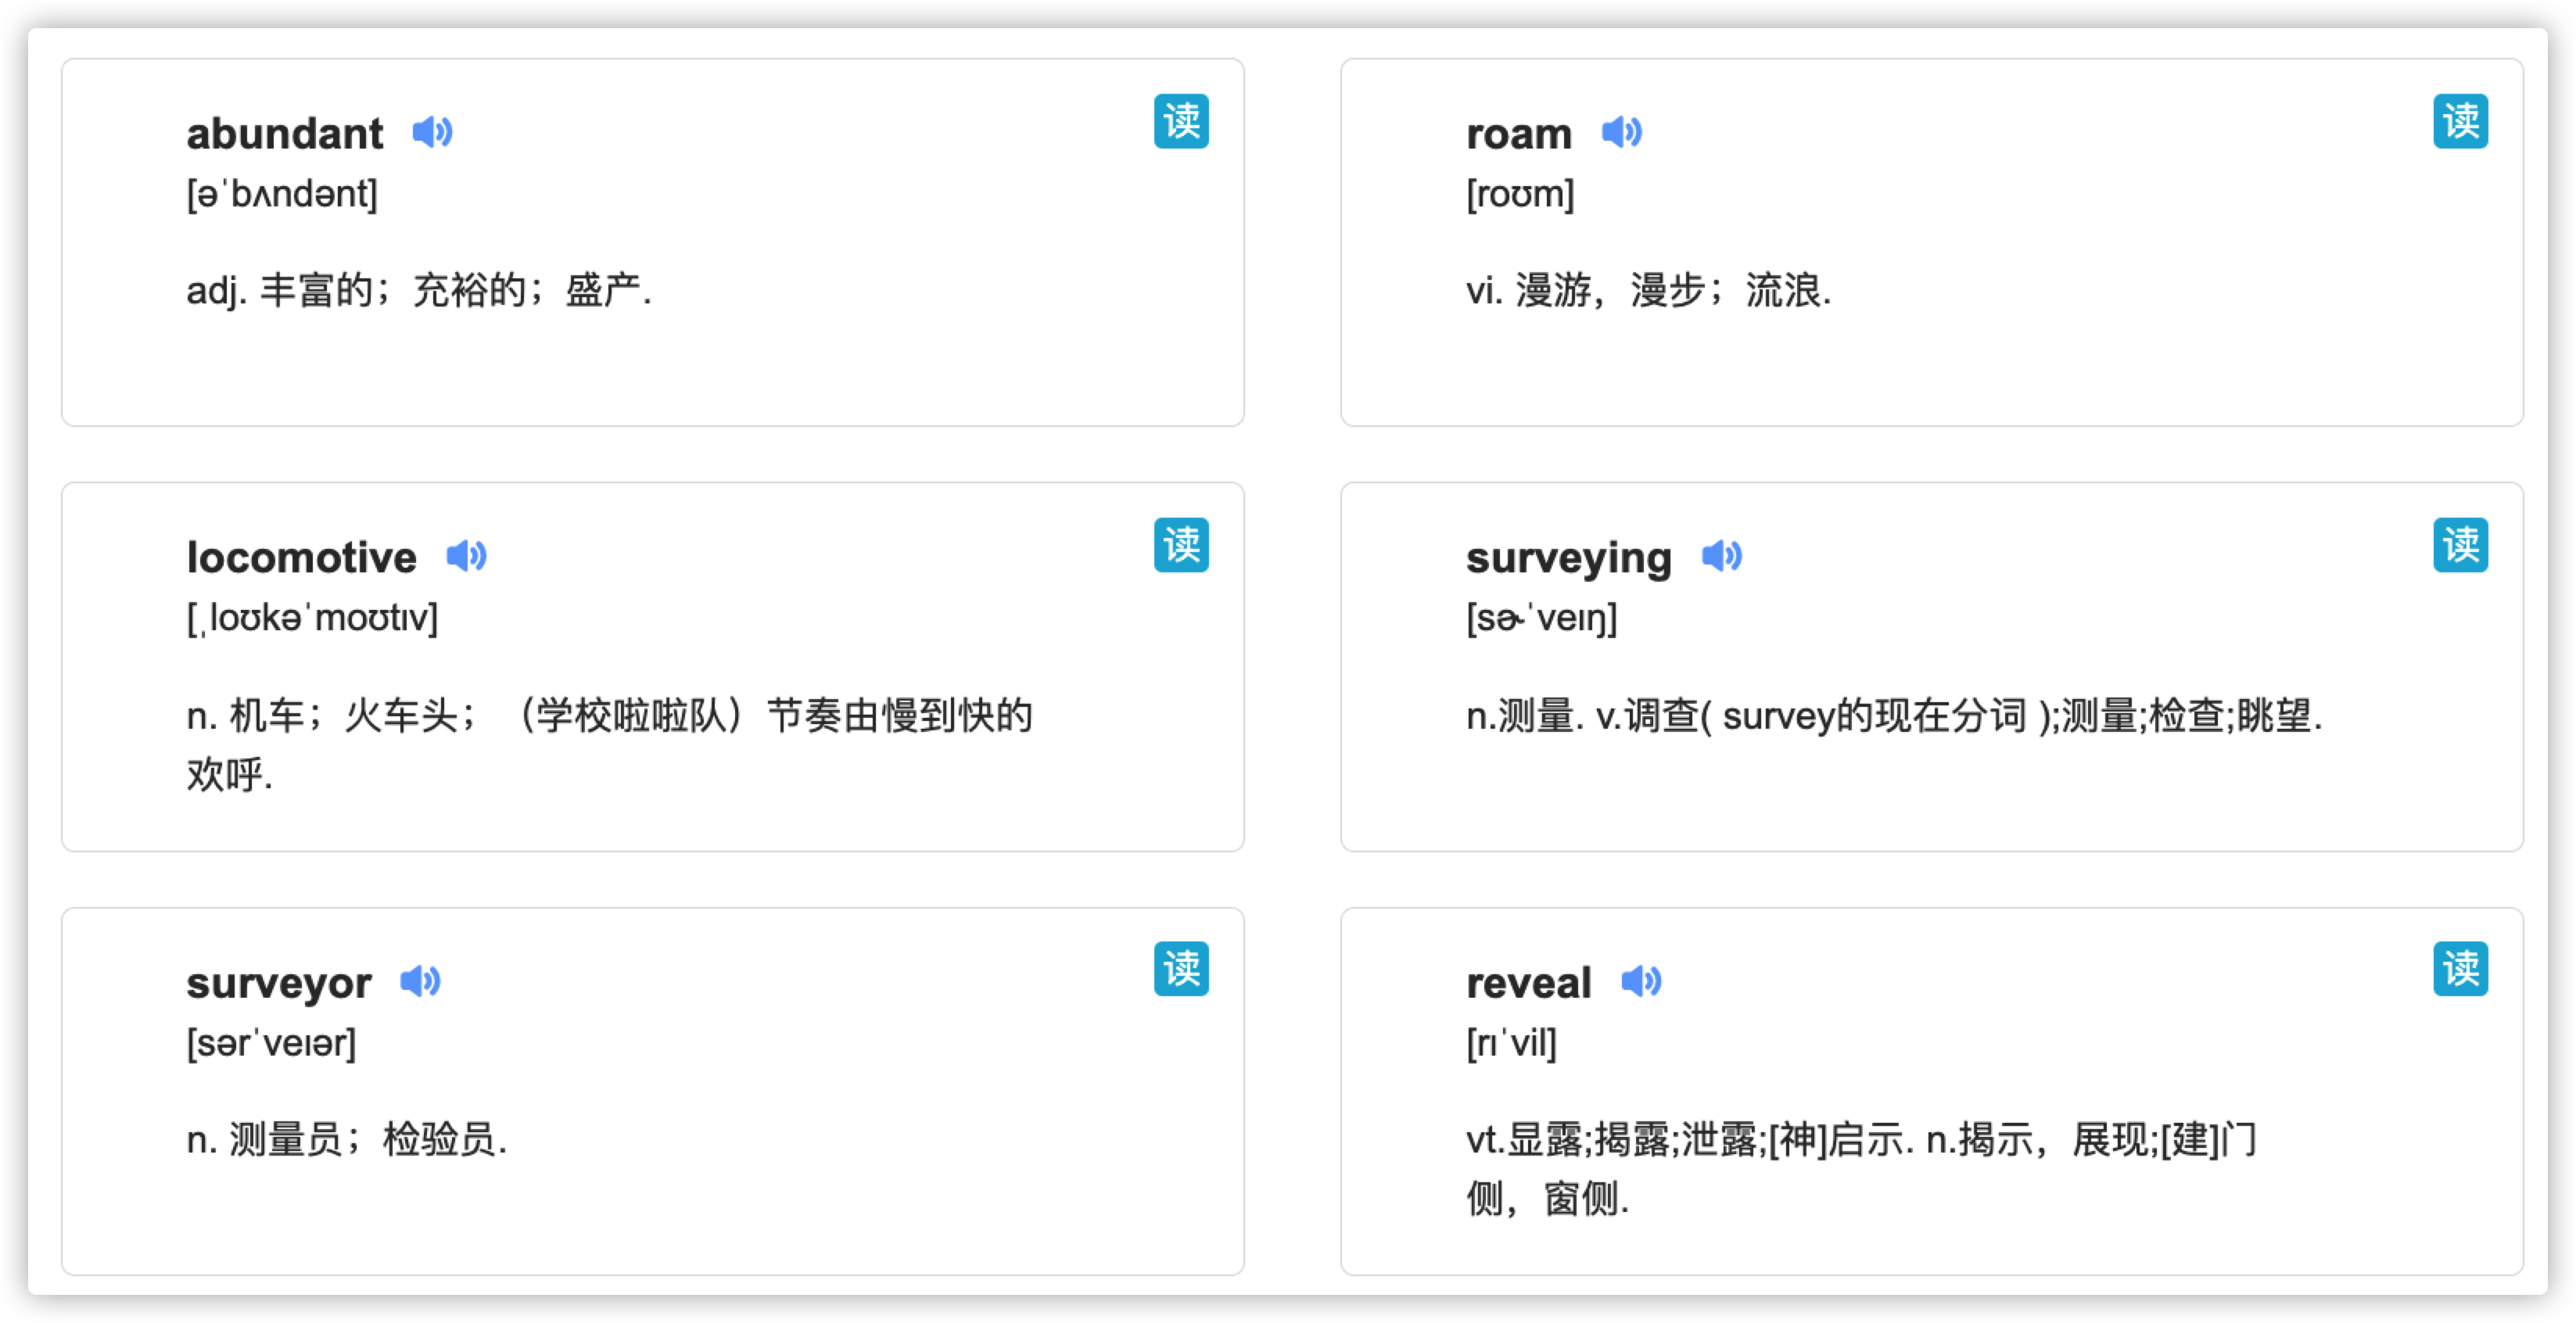 abundant
读
[əˈbʌndənt]
adj. 丰富的；充裕的；盛产.
roam
读
[roʊm]
vi. 漫游，漫步；流浪.
locomotive
读
[ˌloʊkəˈmoʊtɪv]
n. 机车；火车头；（学校啦啦队）节奏由慢到快的
欢呼.
surveying
读
[sɚˈveɪŋ]
n.测量. v.调查( survey的现在分词 );测量;检查;眺望.
surveyor
读
[sərˈveɪər]
n. 测量员；检验员.
reveal
读
[rɪˈvil]
vt.显露;揭露;泄露;[神]启示. n.揭示，展现;[建]门
侧，窗侧.